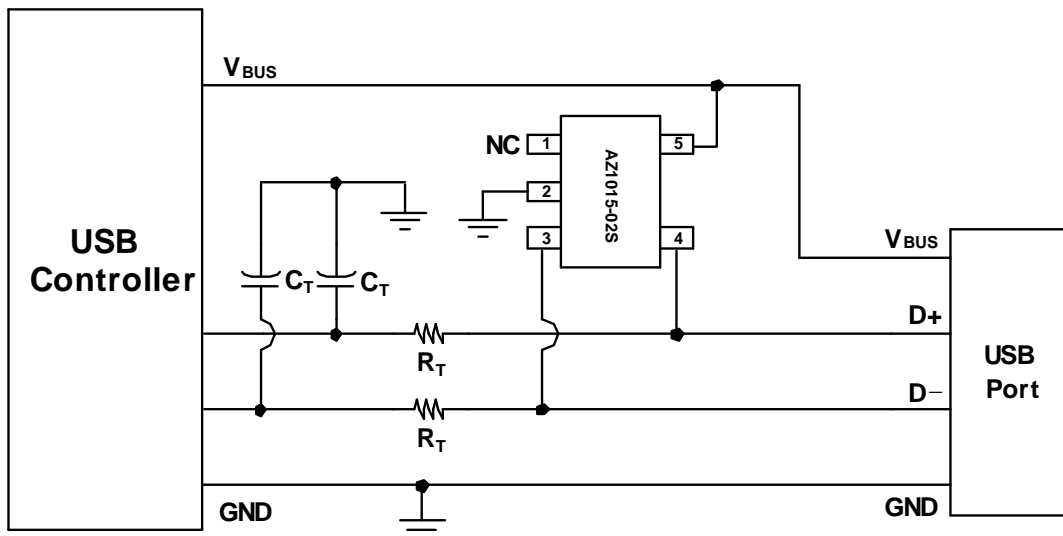 VBUS
NC
1
5
AZ1015-02S
2
3
4
USB
Controller
CT
CT
VBUS
D+
RT
USB
Port
D−
RT
GND
GND